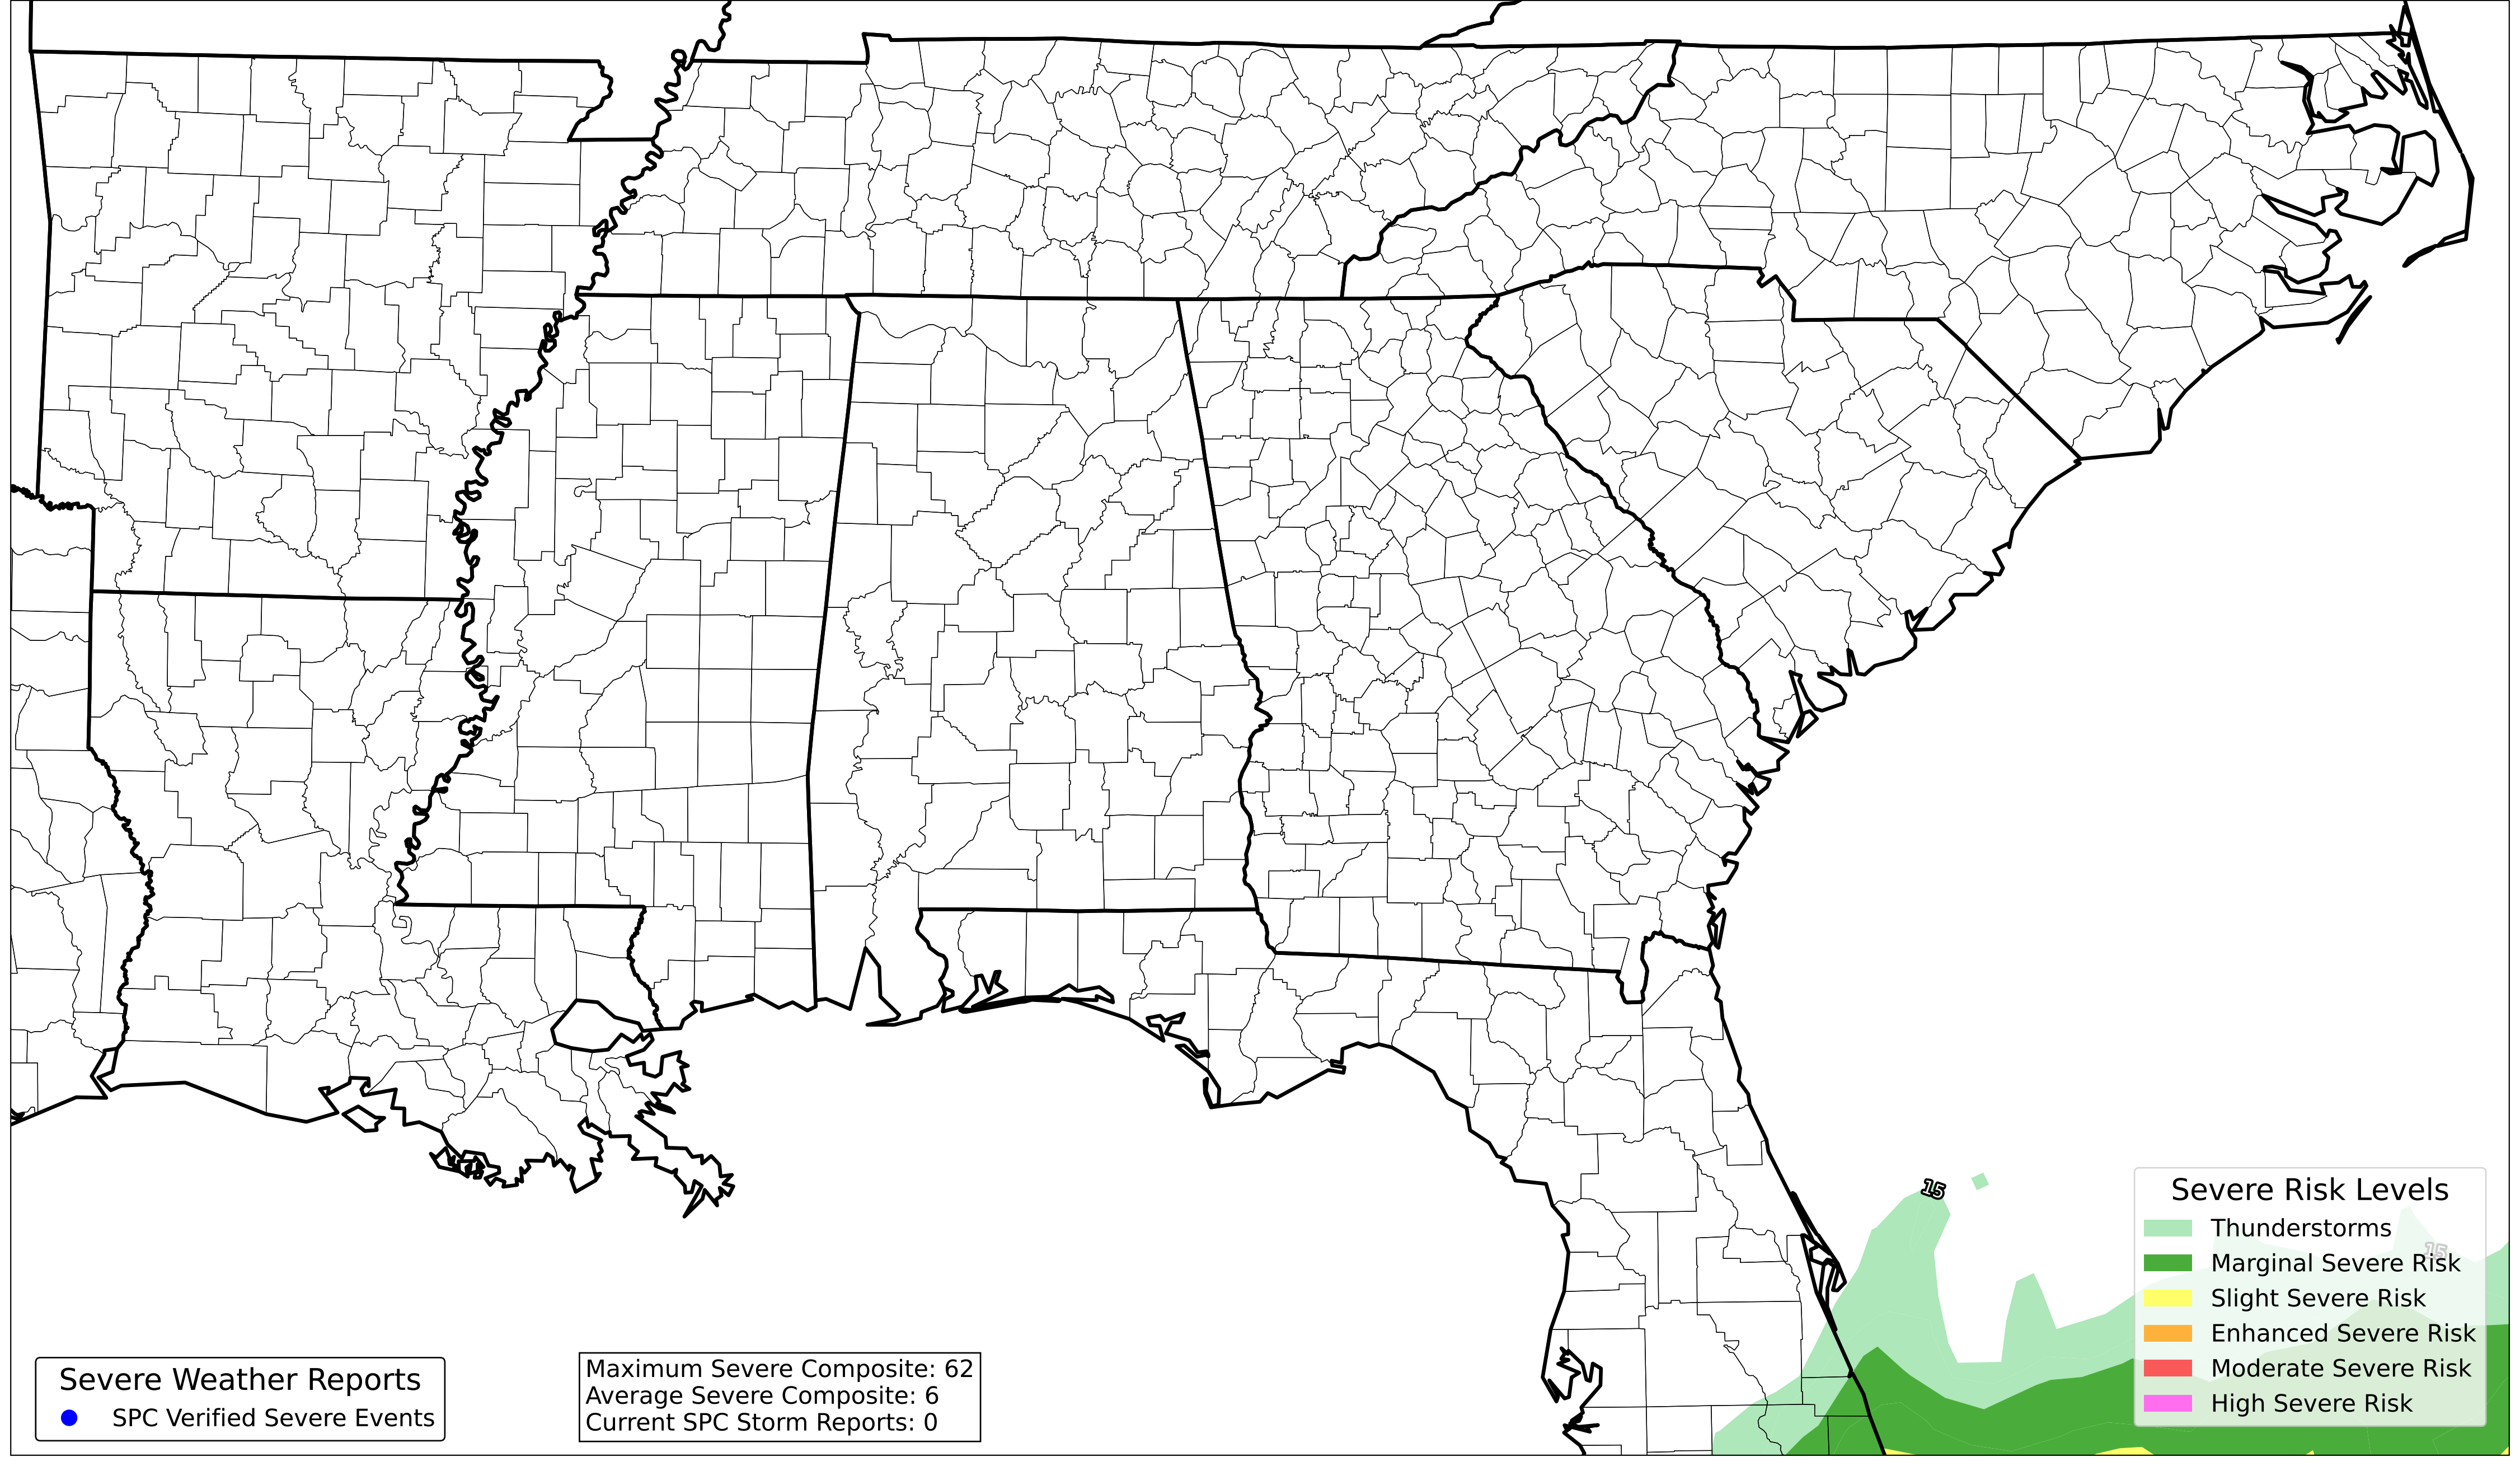 15
15
Severe Risk Levels
Thunderstorms
Marginal Severe Risk
Slight Severe Risk
Enhanced Severe Risk
Moderate Severe Risk
High Severe Risk
Severe Weather Reports
SPC Verified Severe Events
Maximum Severe Composite: 62
Average Severe Composite: 6
Current SPC Storm Reports: 0